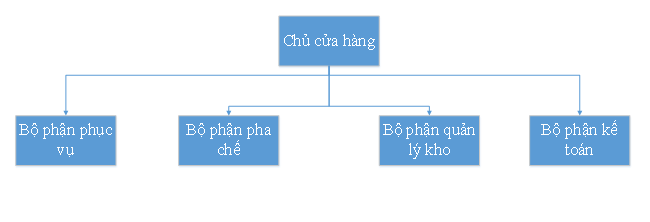 Chủ cửa hàng
Bộ phận phục
vụ
Bộ phận pha
chế
Bộ phận quản
lý kho
Bộ phận kế
toán